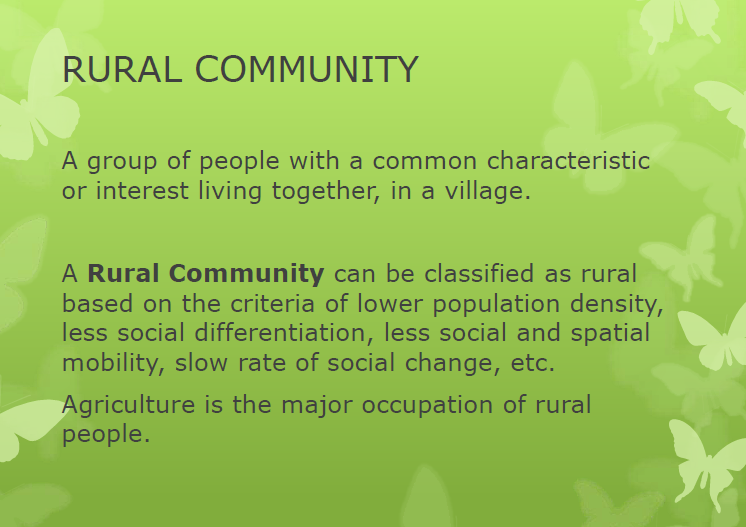 RURAL COMMUNITY
A group of people with a common characteristic
or interest living together, in a village.
A Rural Community can be classified as rural
based on the criteria of lower population density,
less social differentiation, less social and spatial
mobility, slow rate of social change, etc.
Agriculture is the major occupation of rural
people.